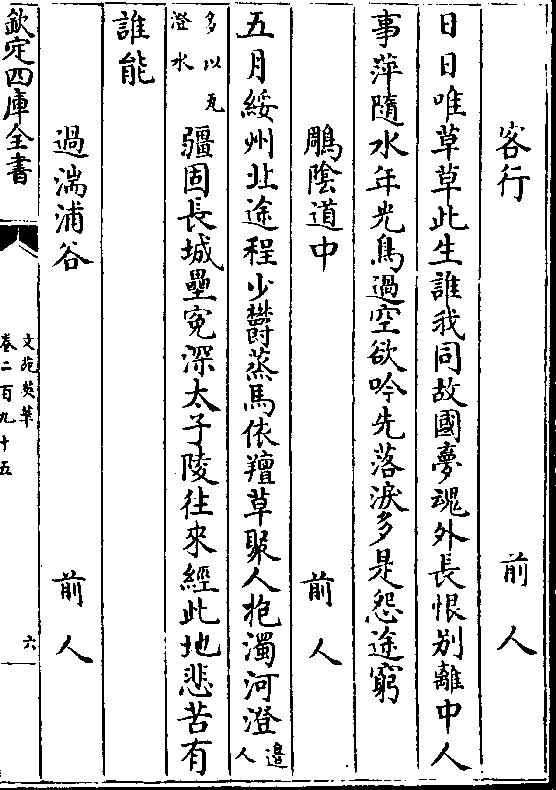 客行　前人
日日唯草草此生誰我同故國夢魂外長恨别離中人
事萍隨水年光鳥過空欲吟先落淚多是怨途窮
鵰陰道中　前人
五月綏州北途程少鬱蒸馬依羶草聚人抱濁河澄邊人
多以瓦澄水疆固長城壘寃深太子陵往來經此地悲苦有
誰能
過湍浦谷　前人
欽定四庫全書
文苑英華
卷二百九十五
六